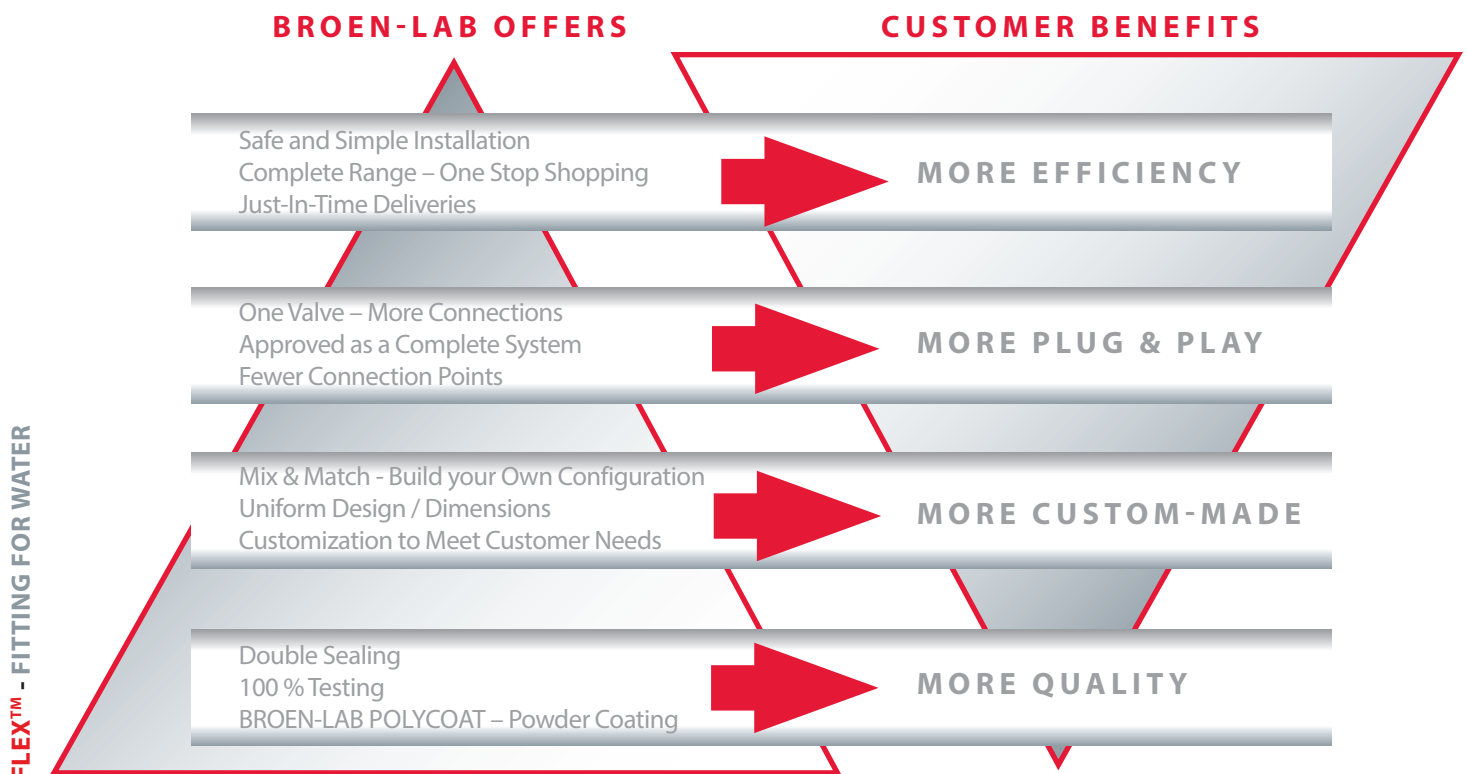 BROEN-LAB OFFERS
CUSTOMER BENEFITS
Safe and Simple Installation
Complete Range – One Stop Shopping
Just-In-Time Deliveries
MORE EFFICIENCY
One Valve – More Connections
Approved as a Complete System
Fewer Connection Points
MORE PLUG & PLAY
Mix & Match - Build your Own Configuration
Uniform Design / Dimensions
Customization to Meet Customer Needs
MORE CUSTOM-MADE
Double Sealing
100 % Testing
BROEN-LAB POLYCOAT – Powder Coating
MORE QUALITY
FLEX™ - FITTING FOR WATER